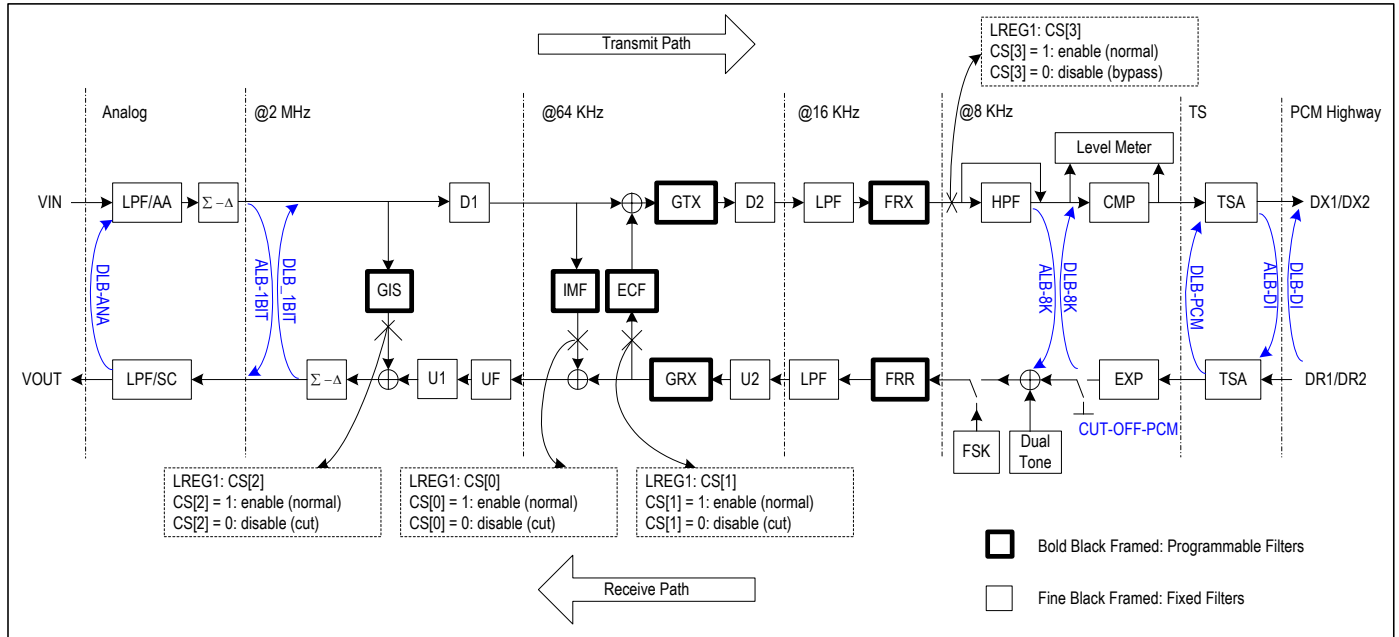 Transmit Path
LREG1: CS[3]
CS[3] = 1: enable (normal)
CS[3] = 0: disable (bypass)
Analog
@2 MHz
@64 KHz
@16 KHz
@8 KHz
TS
PCM Highway
Level Meter
VIN
LPF/AA
Σ−Δ
D1
GTX
D2
LPF
FRX
HPF
CMP
TSA
DX1/DX2
DLB-ANA
ALB-1BIT
DLB_1BIT
GIS
IMF
ECF
ALB-8K
DLB-8K
DLB-PCM
ALB-DI
DLB-DI
VOUT
LPF/SC
Σ−Δ
U1
UF
GRX
U2
LPF
FRR
EXP
TSA
DR1/DR2
CUT-OFF-PCM
FSK
Dual
Tone
LREG1: CS[2]
CS[2] = 1: enable (normal)
CS[2] = 0: disable (cut)
LREG1: CS[0]
CS[0] = 1: enable (normal)
CS[0] = 0: disable (cut)
LREG1: CS[1]
CS[1] = 1: enable (normal)
CS[1] = 0: disable (cut)
Bold Black Framed: Programmable Filters
Receive Path
Fine Black Framed: Fixed Filters